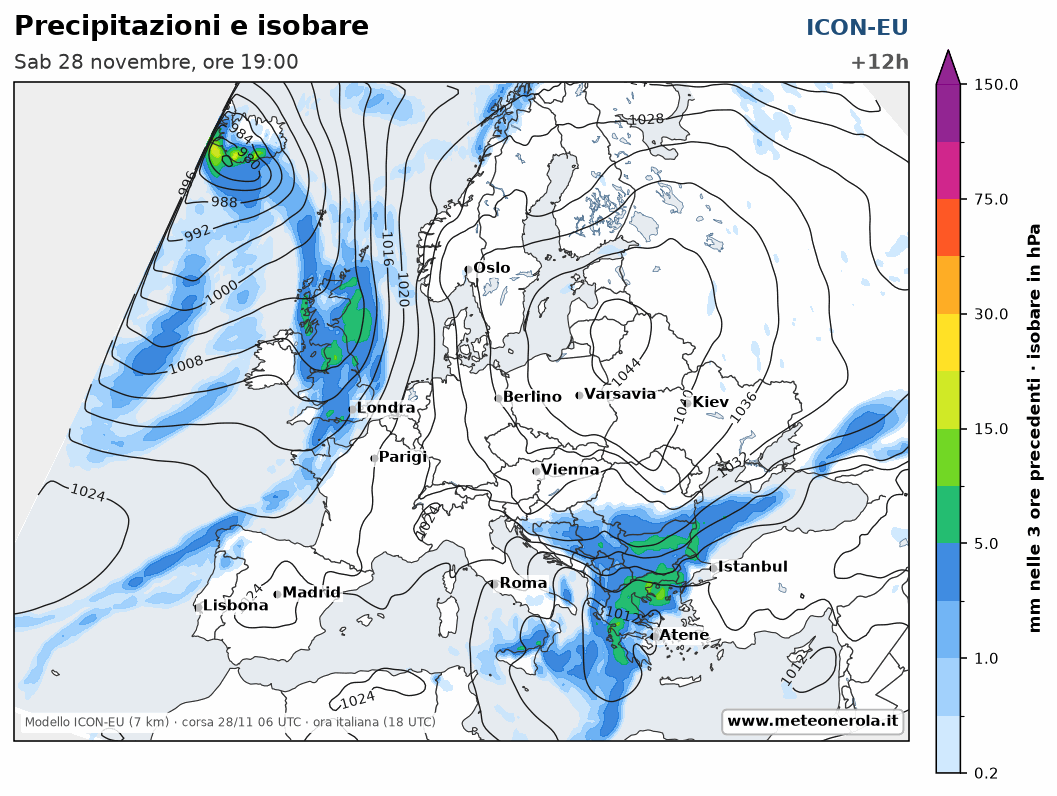 Precipitazioni e isobare
ICON-EU
Sab 28 novembre, ore 19:00
+12h
150.0
75.0
30.0
15.0
5.0
1.0
0.2
mm nelle 3 ore precedenti · isobare in hPa
984
980
996
988
992
1000
1008
1016
1020
1028
Oslo
1044
1036
Berlino
Varsavia
Kiev
Londra
Parigi
Vienna
1024
1024
Istanbul
Roma
Madrid
Lisbona
Atene
1012
1024
Modello ICON-EU (7 km) · corsa 28/11 06 UTC · ora italiana (18 UTC)
www.meteonerola.it